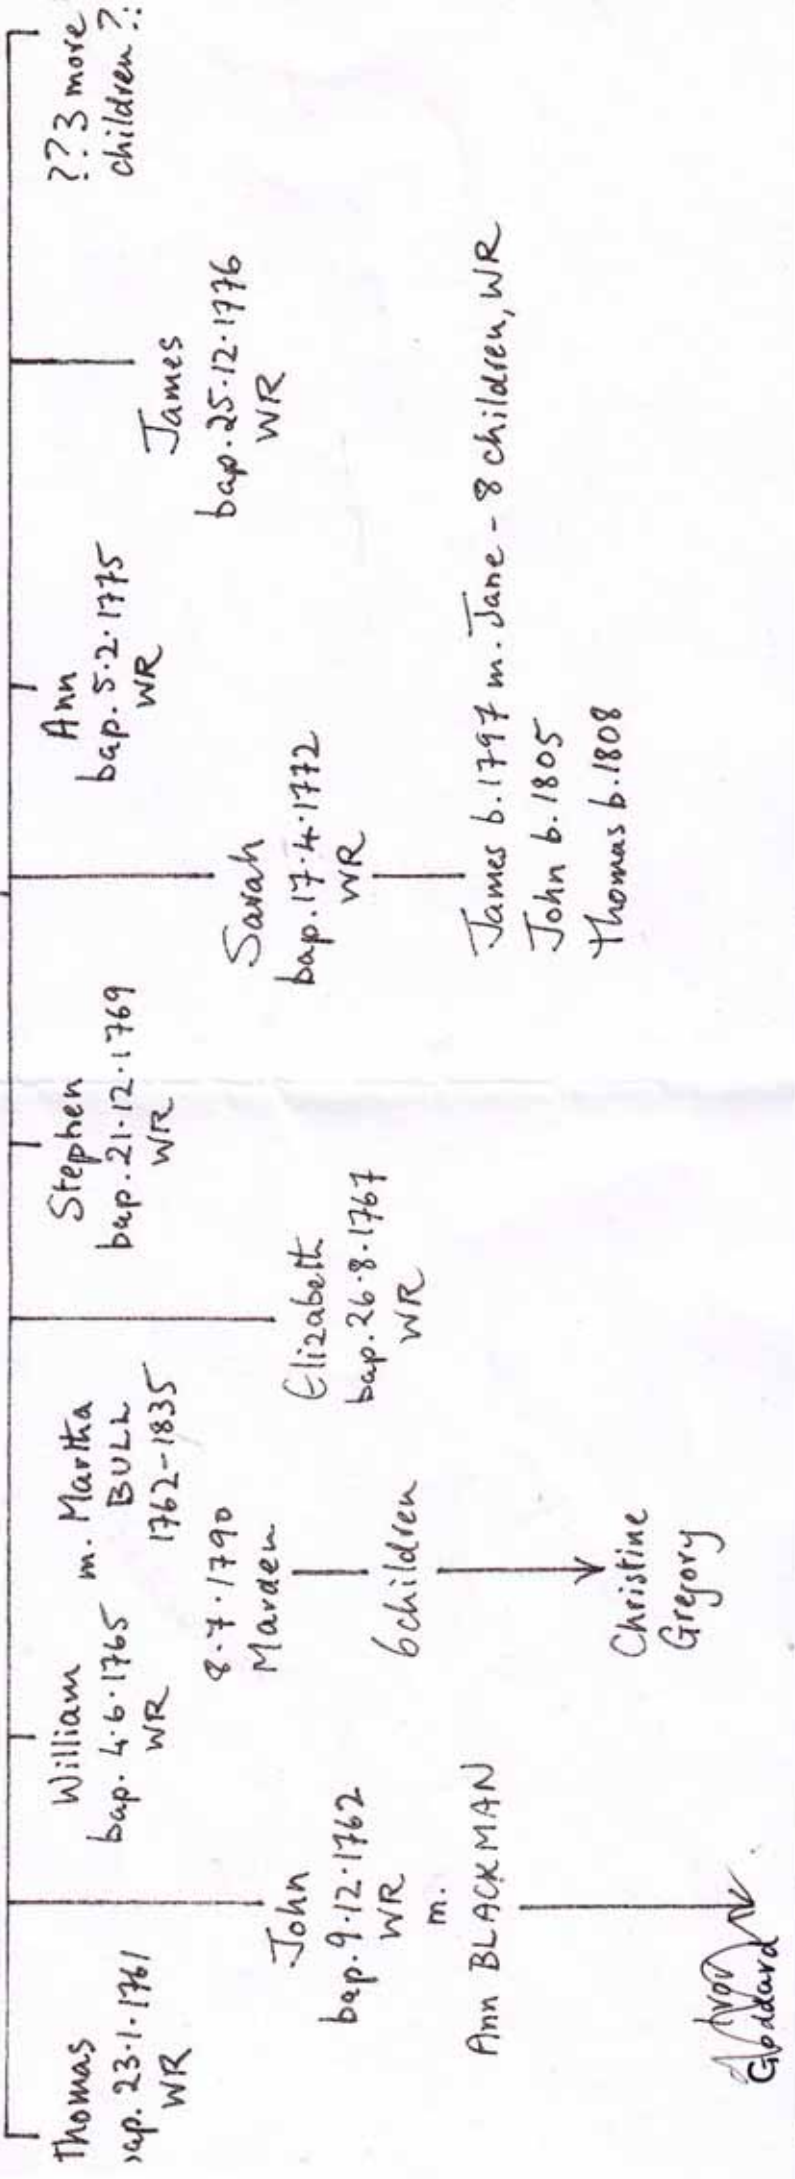 Thomas
ap. 23.1.1761
WR
John
bap. 9.12.1762
WR
m.
Ann BLACKMAN
Goddard
William
bap. 4.6.1765
WR
m. Martha
BULL
1762-1835
8.7.1790
Marden
6 children
Christine
Gregory
Elizabeth
bap. 26.8.1767
WR
Stephen
bap. 21.12.1769
WR
Sarah
bap. 17.4.1772
WR
James b.1797 m. Jane - 8 children, WR
John b.1805
Thomas b.1808
Ann
bap. 5.2.1775
WR
James
bap. 25.12.1776
WR
??3 more
children ?: